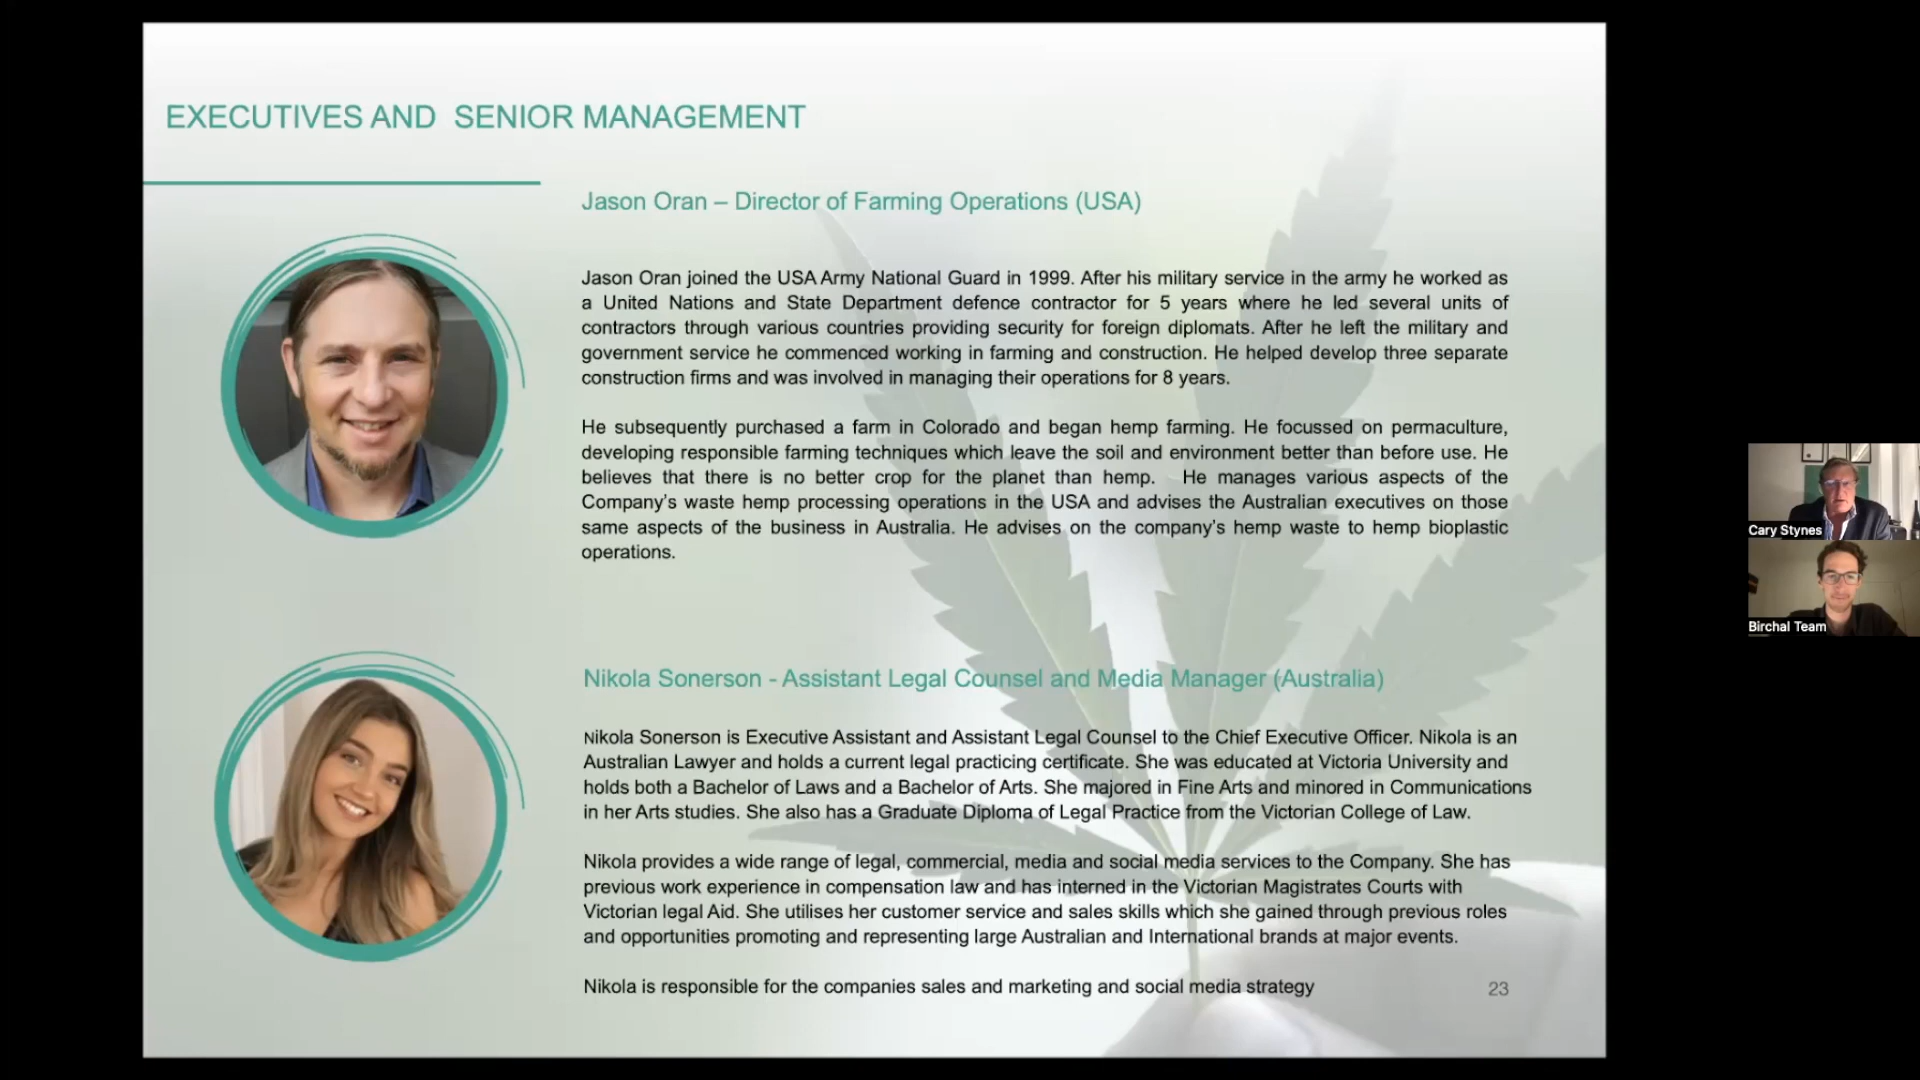 EXECUTIVES AND SENIOR MANAGEMENT
Jason Oran – Director of Farming Operations (USA)
Jason Oran joined the USA Army National Guard in 1999. After his military service in the army he worked as
a United Nations and State Department defence contractor for 5 years where he led several units of
contractors through various countries providing security for foreign diplomats. After he left the military and
government service he commenced working in farming and construction. He helped develop three separate
construction firms and was involved in managing their operations for 8 years.
He subsequently purchased a farm in Colorado and began hemp farming. He focussed on permaculture,
developing responsible farming techniques which leave the soil and environment better than before use. He
believes that there is no better crop for the planet than hemp. He manages various aspects of the
Company's waste hemp processing operations in the USA and advises the Australian executives on those
same aspects of the business in Australia. He advises on the company's hemp waste to hemp bioplastic
operations.
Nikola Sonerson - Assistant Legal Counsel and Media Manager (Australia)
Nikola Sonerson is Executive Assistant and Assistant Legal Counsel to the Chief Executive Officer. Nikola is an
Australian Lawyer and holds a current legal practicing certificate. She was educated at Victoria University and
holds both a Bachelor of Laws and a Bachelor of Arts. She majored in Fine Arts and minored in Communications
in her Arts studies. She also has a Graduate Diploma of Legal Practice from the Victorian College of Law.
Nikola provides a wide range of legal, commercial, media and social media services to the Company. She has
previous work experience in compensation law and has interned in the Victorian Magistrates Courts with
Victorian legal Aid. She utilises her customer service and sales skills which she gained through previous roles
and opportunities promoting and representing large Australian and International brands at major events.
Nikola is responsible for the companies sales and marketing and social media strategy
23
Cary Stynes
Birchal Team